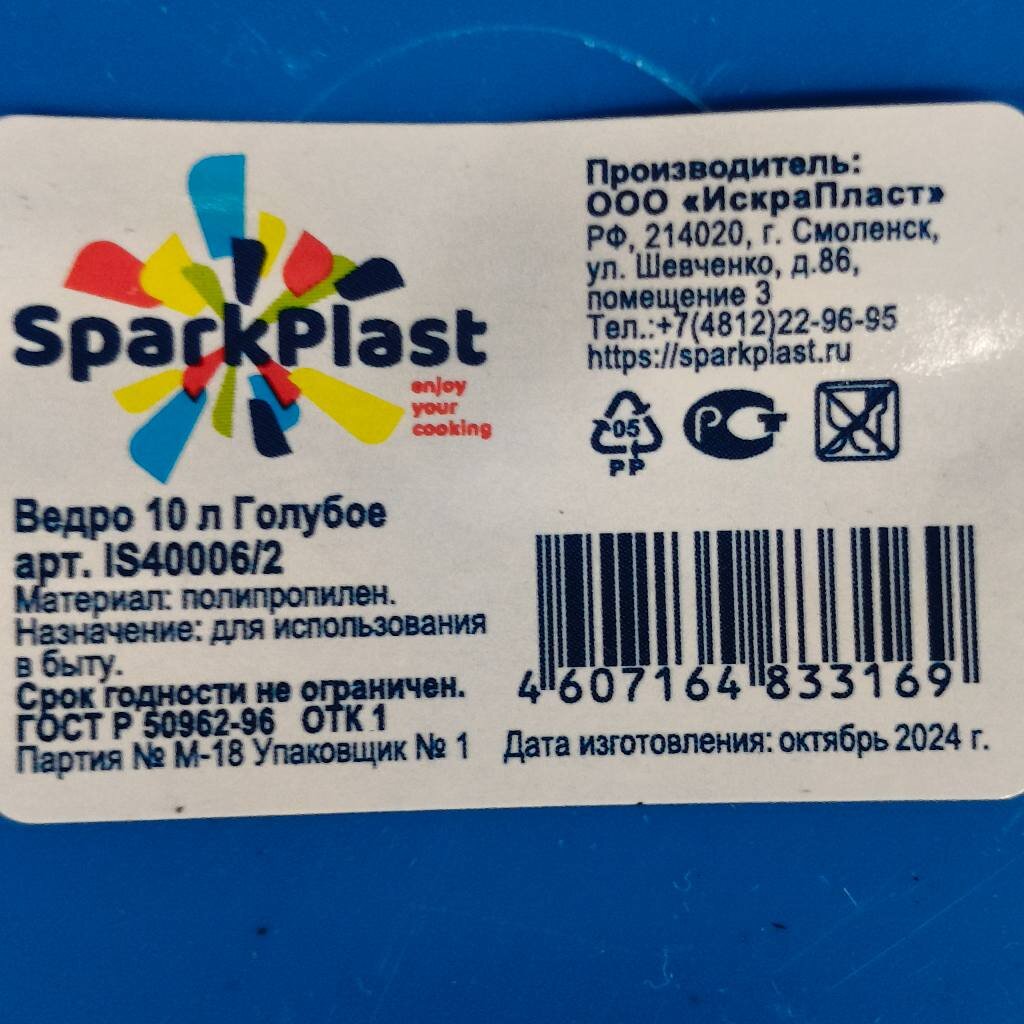 SparkPlast
enjoy
your
cooking
Ведро 10 л Голубое
арт. IS40006/2
Материал: полипропилен.
Назначение: для использования
в быту.
Срок годности не ограничен.
ГОСТ Р 50962-96 ОТК 1
Партия № М-18 Упаковщик № 1
Производитель:
ООО «ИскраПласт»
РФ, 214020, г. Смоленск,
ул. Шевченко, д.86,
помещение 3
Тел.:+7(4812)22-96-95
https://sparkplast.ru
05
PP
РСТ
4 607164 833169
Дата изготовления: октябрь 2024 г.